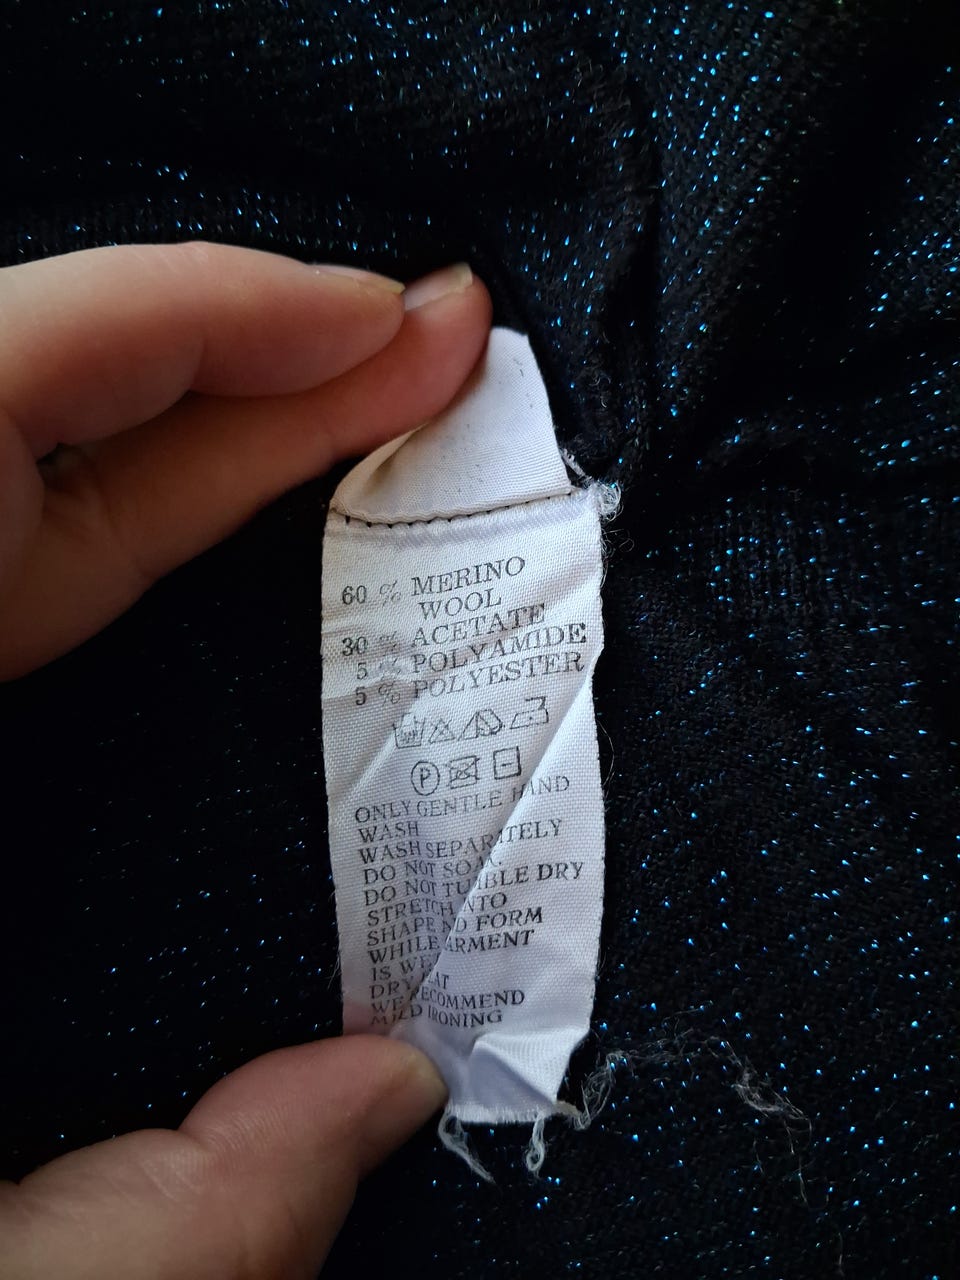 60 % MERINO
WOOL
30 % ACETATE
5 % POLYAMIDE
5 % POLYESTER
P
ONLY GENTLE HAND
WASH
WASH SEPARATELY
DO NOT SOAK.
DO NOT TUMBLE DRY
STRETCH INTO
SHAPE AND FORM
WHILE GARMENT
IS WET
DRY FLAT
WE RECOMMEND
MILD IRONING